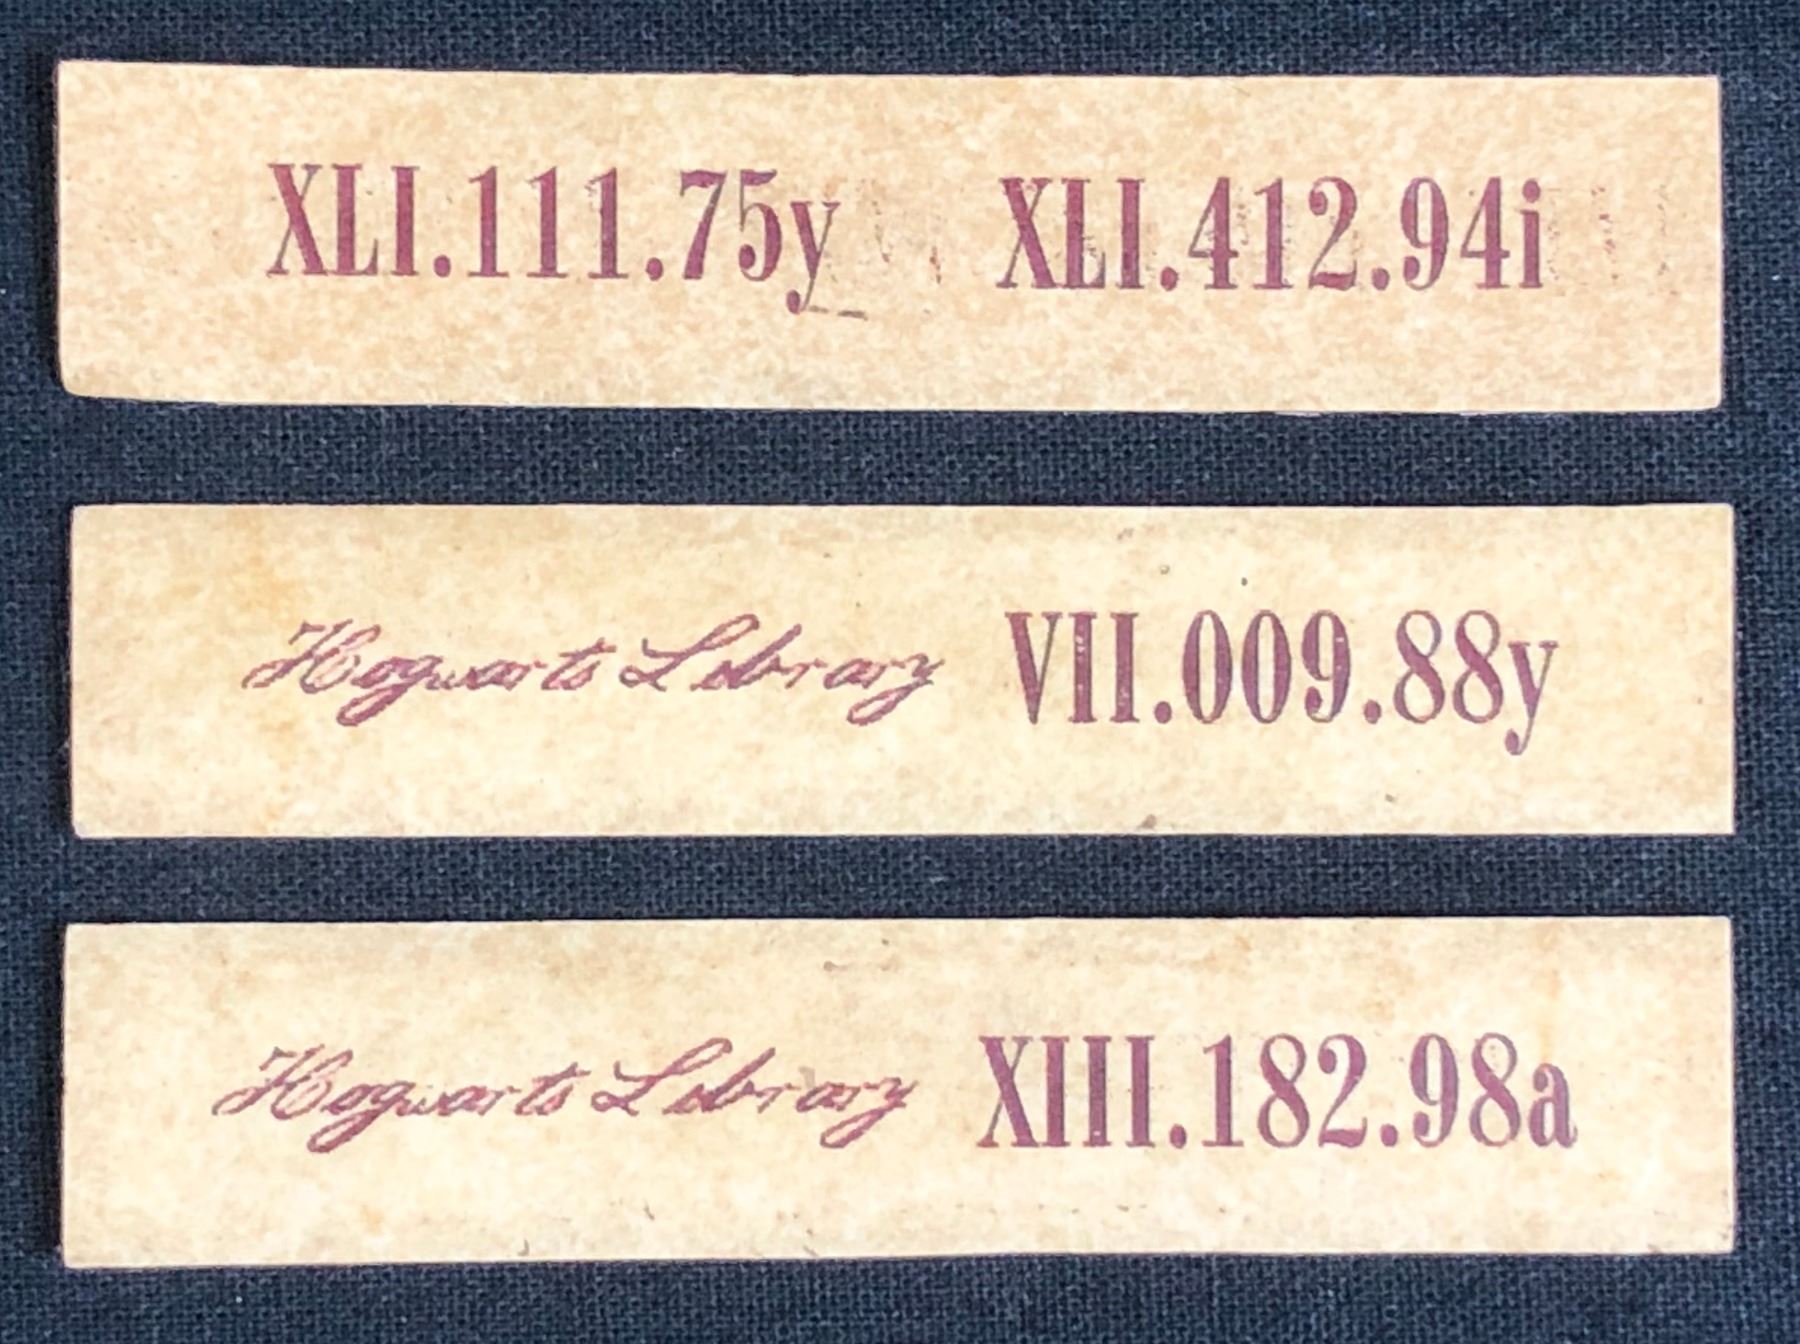 XLI.111.75y XLI.412.94i
Hogwarts Library VII.009.88y
Hogwarts Library XIII.182.98a